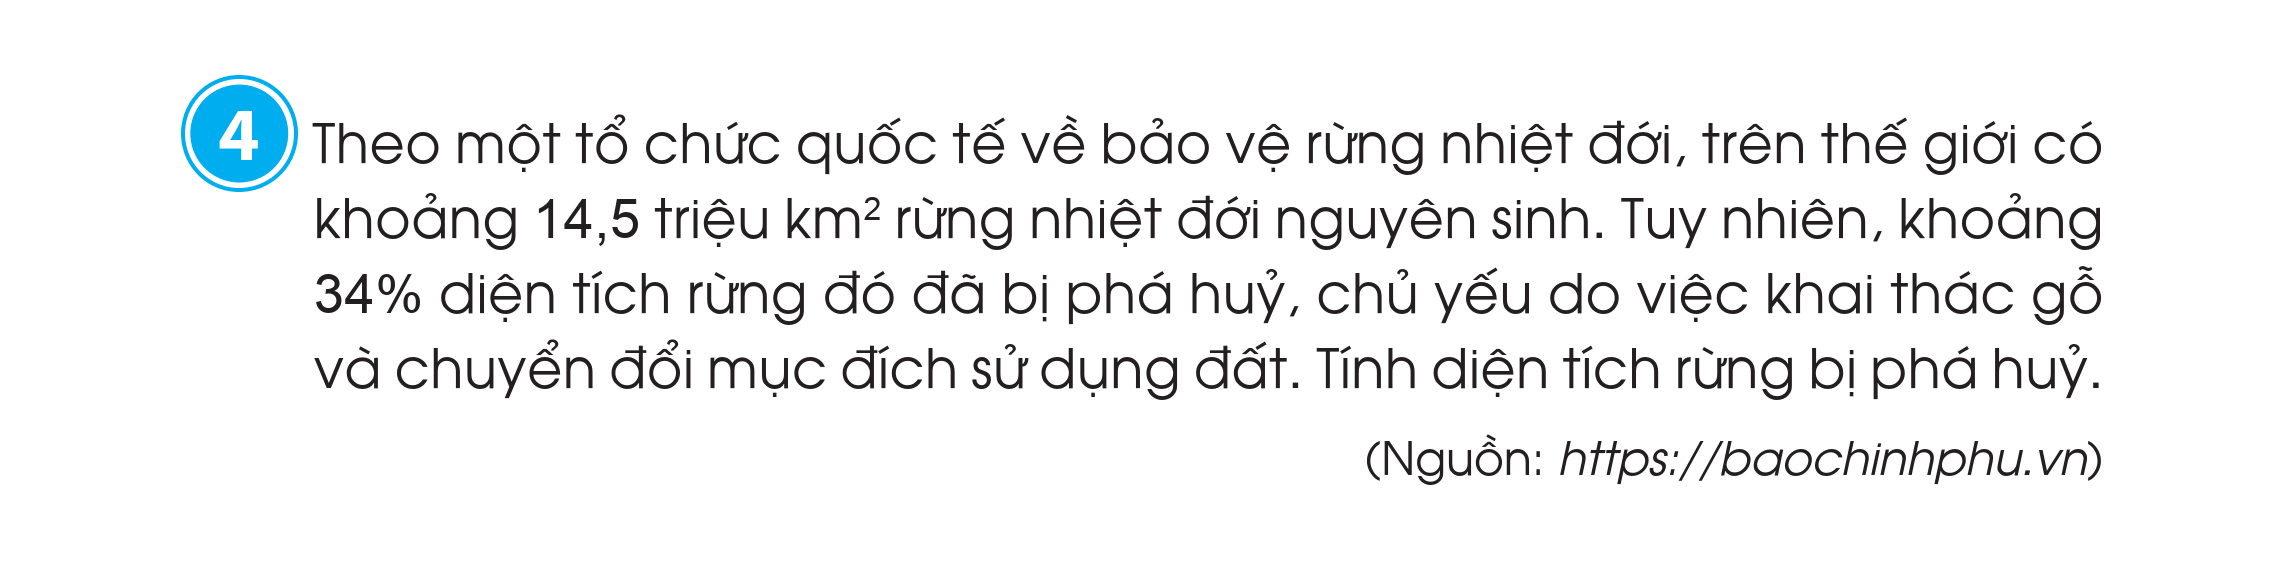 4
Theo một tổ chức quốc tế về bảo vệ rừng nhiệt đới, trên thế giới có
khoảng 14,5 triệu km² rừng nhiệt đới nguyên sinh. Tuy nhiên, khoảng
34% diện tích rừng đó đã bị phá huỷ, chủ yếu do việc khai thác gỗ
và chuyển đổi mục đích sử dụng đất. Tính diện tích rừng bị phá huỷ.
(Nguồn: https://baochinhphu.vn)